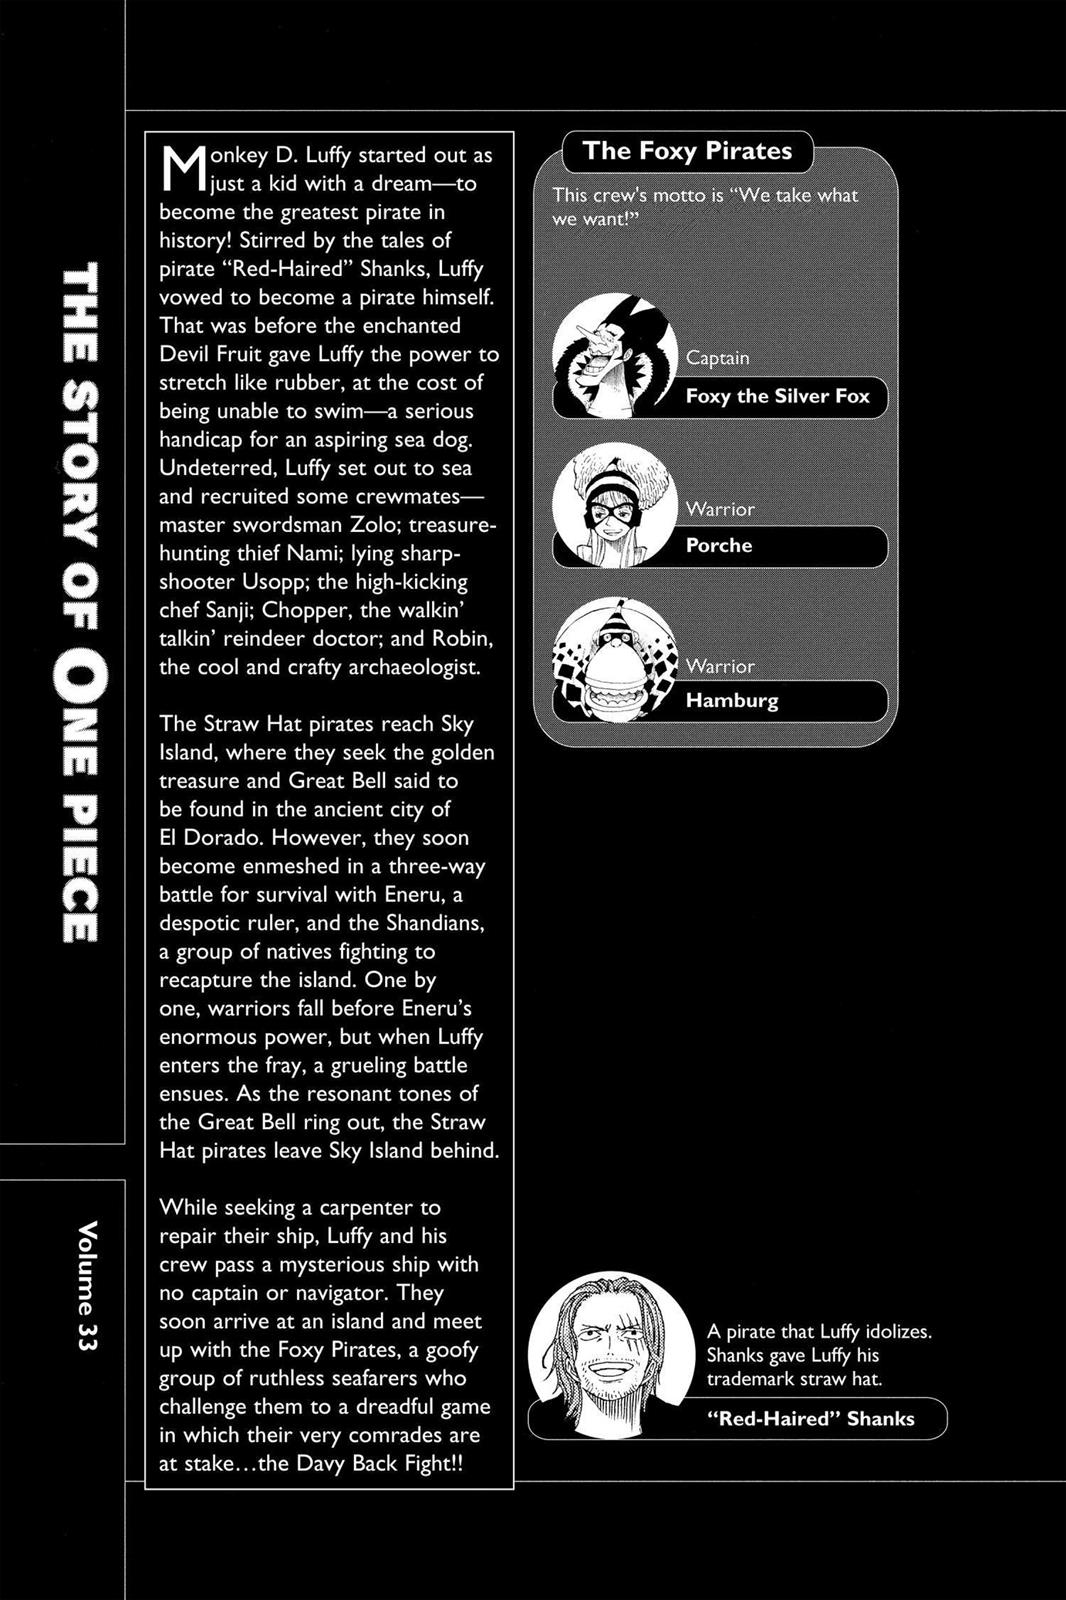 THE STORY OF ONE PIECE
Volume 33
Monkey D. Luffy started out as
just a kid with a dream—to
become the greatest pirate in
history! Stirred by the tales of
pirate “Red-Haired” Shanks, Luffy
vowed to become a pirate himself.
That was before the enchanted
Devil Fruit gave Luffy the power to
stretch like rubber, at the cost of
being unable to swim—a serious
handicap for an aspiring sea dog.
Undeterred, Luffy set out to sea
and recruited some crewmates—
master swordsman Zolo; treasure-
hunting thief Nami; lying sharp-
shooter Usopp; the high-kicking
chef Sanji; Chopper, the walkin’
talkin’ reindeer doctor; and Robin,
the cool and crafty archaeologist.
The Straw Hat pirates reach Sky
Island, where they seek the golden
treasure and Great Bell said to
be found in the ancient city of
El Dorado. However, they soon
become enmeshed in a three-way
battle for survival with Eneru, a
despotic ruler, and the Shandians,
a group of natives fighting to
recapture the island. One by
one, warriors fall before Eneru’s
enormous power, but when Luffy
enters the fray, a grueling battle
ensues. As the resonant tones of
the Great Bell ring out, the Straw
Hat pirates leave Sky Island behind.
While seeking a carpenter to
repair their ship, Luffy and his
crew pass a mysterious ship with
no captain or navigator. They
soon arrive at an island and meet
up with the Foxy Pirates, a goofy
group of ruthless seafarers who
challenge them to a dreadful game
in which their very comrades are
at stake…the Davy Back Fight!!
The Foxy Pirates
This crew's motto is “We take what
we want!”
Captain
Foxy the Silver Fox
Warrior
Porche
Warrior
Hamburg
A pirate that Luffy idolizes.
Shanks gave Luffy his
trademark straw hat.
“Red-Haired” Shanks